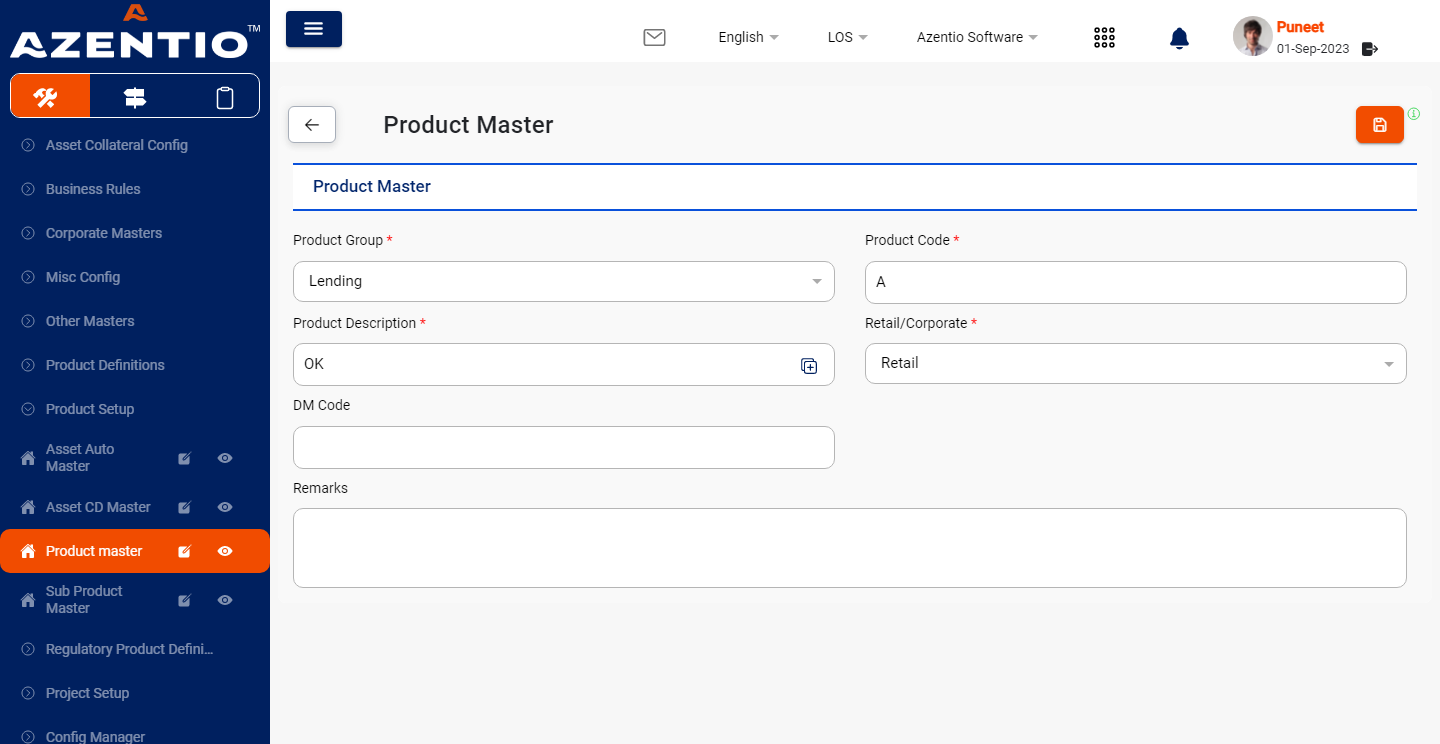 AZENTIO™
English
LOS
Azentio Software
Puneet
01-Sep-2023
Asset Collateral Config
Business Rules
Corporate Masters
Misc Config
Other Masters
Product Definitions
Product Setup
Asset Auto
Master
Asset CD Master
Product master
Sub Product
Master
Regulatory Product Defini...
Project Setup
Config Manager
Product Master
Product Master
Product Group *
Lending
Product Code *
A
Product Description *
OK
Retail/Corporate *
Retail
DM Code
Remarks